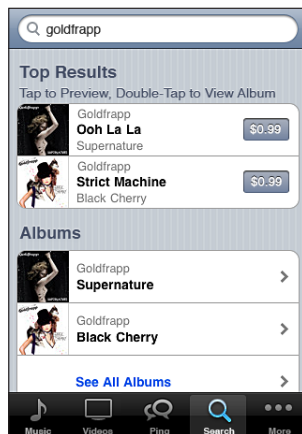 goldfrapp
Top Results
Tap to Preview, Double-Tap to View Album
Goldfrapp
Ooh La La
$0.99
Supernature
Goldfrapp
Strict Machine
$0.99
Black Cherry
Albums
Goldfrapp
Supernature
Goldfrapp
Black Cherry
See All Albums
Music Videos Ping Search More